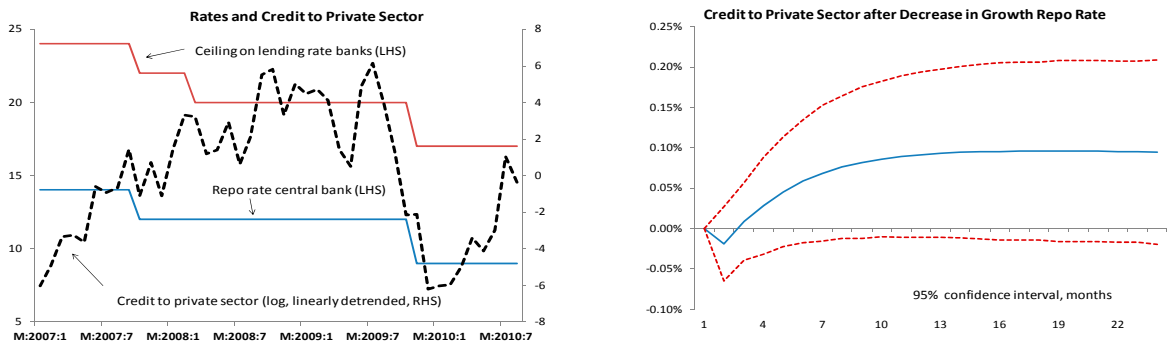 Rates and Credit to Private Sector
25
20
15
10
5
8
6
4
2
0
-2
-4
-6
-8
Ceiling on lending rate banks (LHS)
Repo rate central bank (LHS)
Credit to private sector (log, linearly detrended, RHS)
M:2007:1 M:2007:7 M:2008:1 M:2008:7 M:2009:1 M:2009:7 M:2010:1 M:2010:7
Credit to Private Sector after Decrease in Growth Repo Rate
0.25%
0.20%
0.15%
0.10%
0.05%
0.00%
-0.05%
-0.10%
95% confidence interval, months
1 4 7 10 13 16 19 22